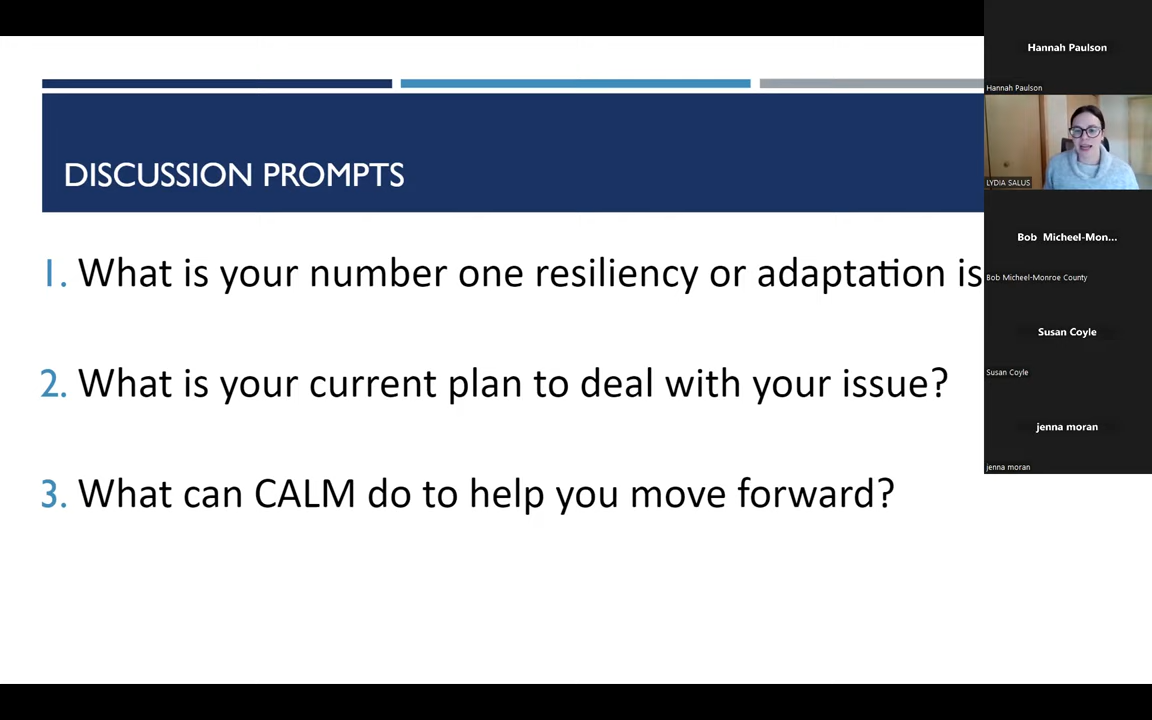 DISCUSSION PROMPTS
1. What is your number one resiliency or adaptation is
2. What is your current plan to deal with your issue?
3. What can CALM do to help you move forward?
Hannah Paulson
Hannah Paulson
LYDIA SALUS
Bob Micheel-Mon...
Bob Micheel-Monroe County
Susan Coyle
Susan Coyle
jenna moran
jenna moran